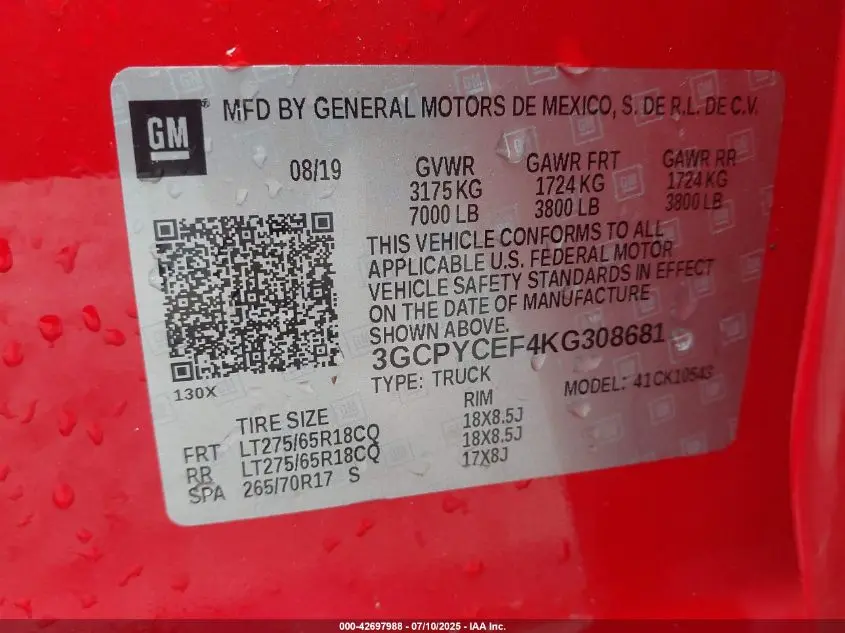 GM ® MFD BY GENERAL MOTORS DE MEXICO, S. DE R.L. DE C.V.
08/19 GVWR GAWR FRT GAWR RR
3175 KG 1724 KG 1724 KG
7000 LB 3800 LB 3800 LB
THIS VEHICLE CONFORMS TO ALL
APPLICABLE U.S. FEDERAL MOTOR
VEHICLE SAFETY STANDARDS IN EFFECT
ON THE DATE OF MANUFACTURE
SHOWN ABOVE.
3GCPYCEF4KG308681
TYPE: TRUCK MODEL: 41CK10543
130X
TIRE SIZE RIM
FRT LT275/65R18CQ 18X8.5J
RR LT275/65R18CQ 18X8.5J
SPA 265/70R17 S 17X8J
000-42697988 - 07/10/2025 - IAA Inc.